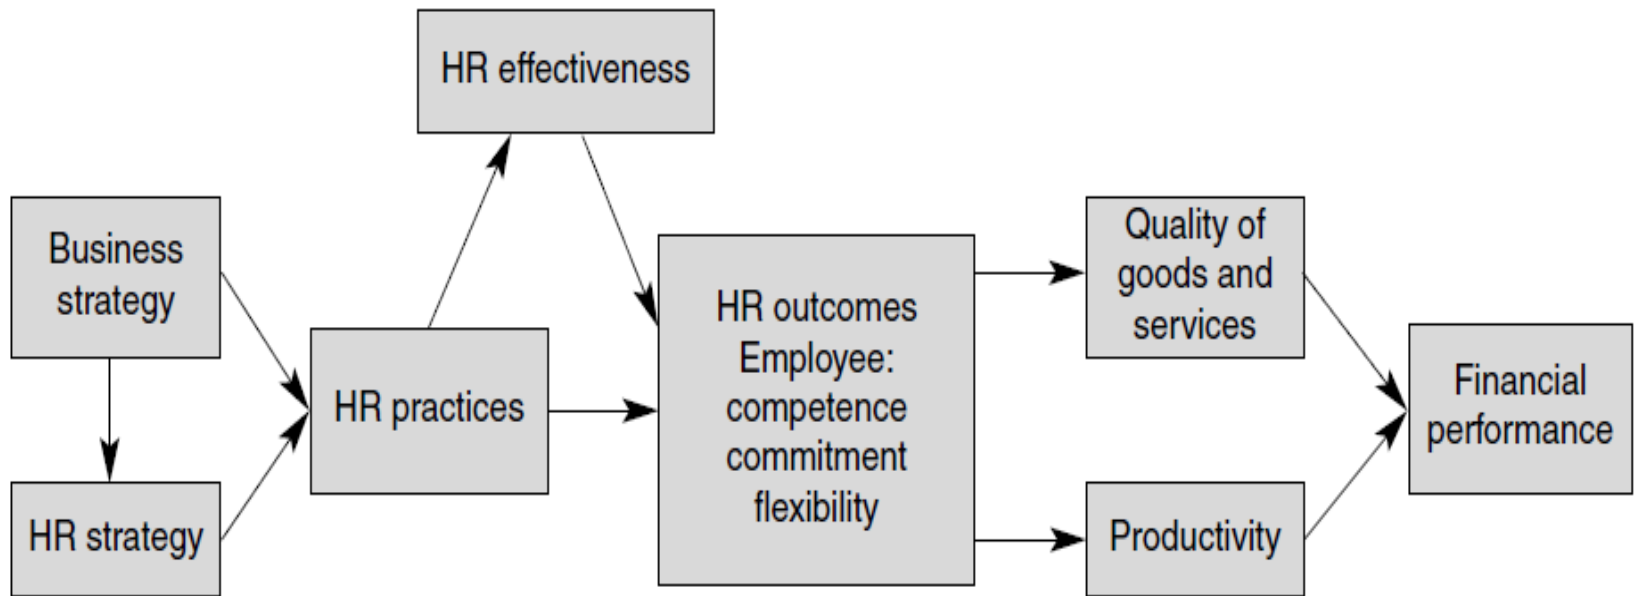 HR effectiveness
Business
strategy
HR strategy
HR practices
HR outcomes
Employee:
competence
commitment
flexibility
Quality of
goods and
services
Productivity
Financial
performance